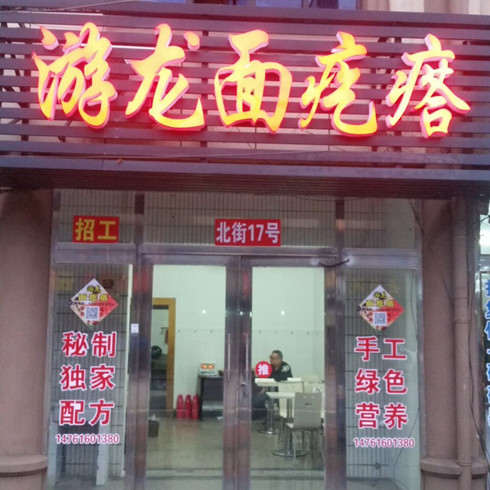 游龙面疙瘩
招工
北街17号
秘制
独家
配方
14761601380
推
手工
绿色
营养
14761601380